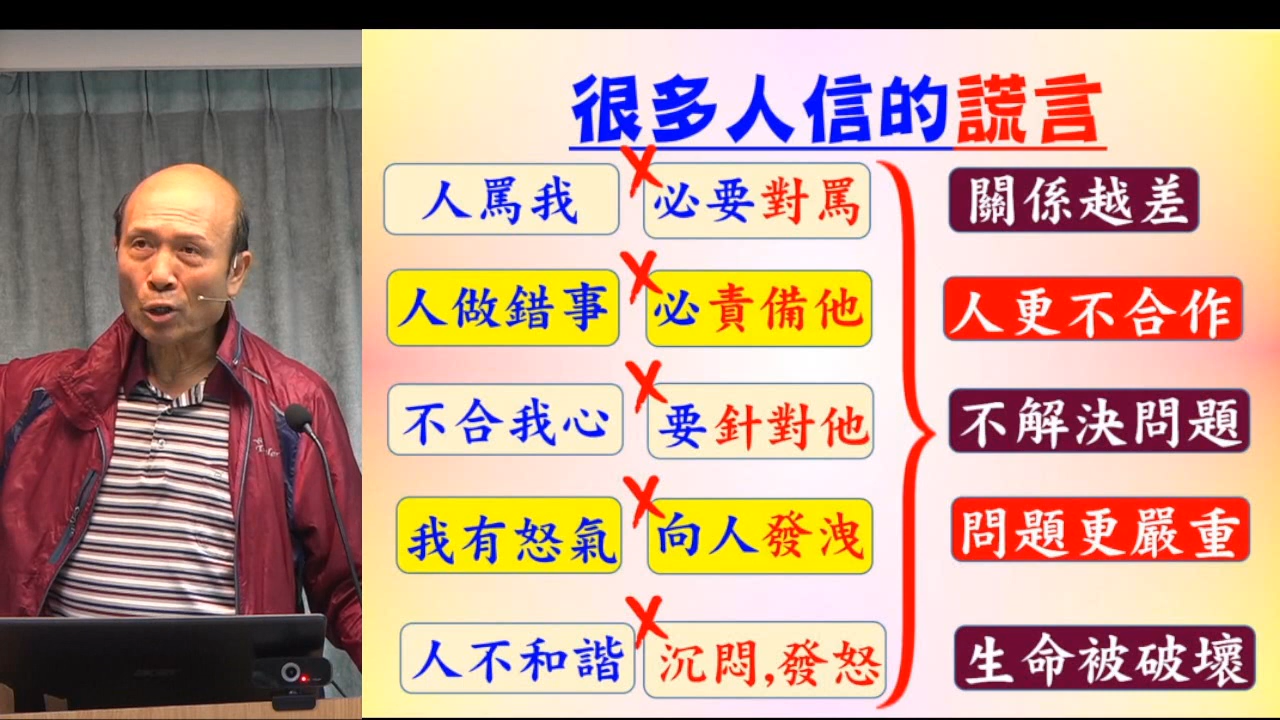 很多人信的謊言
人罵我 必要對罵 關係越差
人做錯事 必責備他 人更不合作
不合我心 要針對他 不解決問題
我有怒氣 向人發洩 問題更嚴重
人不和諧 沉悶,發怒 生命被破壞